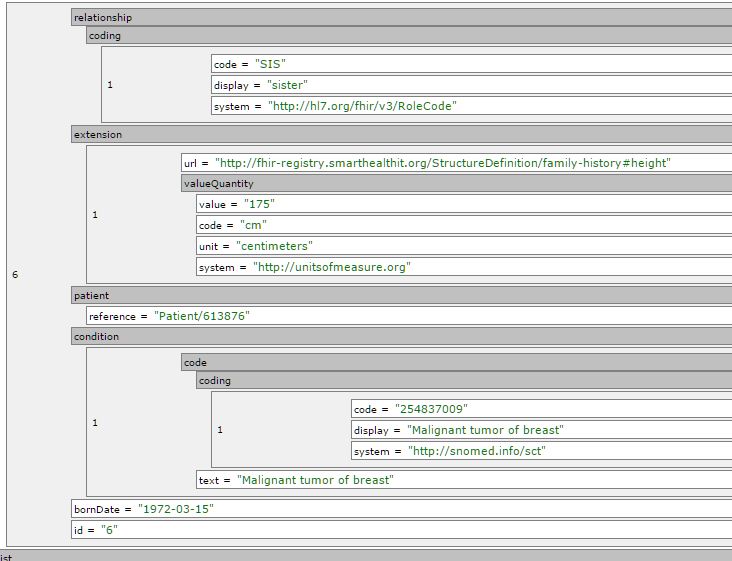 relationship
coding
1
code = "SIS"
display = "sister"
system = "http://hl7.org/fhir/v3/RoleCode"
extension
1
url = "http://fhir-registry.smarthealthit.org/StructureDefinition/family-history#height"
valueQuantity
value = "175"
code = "cm"
unit = "centimeters"
system = "http://unitsofmeasure.org"
6
patient
reference = "Patient/613876"
condition
1
code
coding
1
code = "254837009"
display = "Malignant tumor of breast"
system = "http://snomed.info/sct"
text = "Malignant tumor of breast"
bornDate = "1972-03-15"
id = "6"
ist